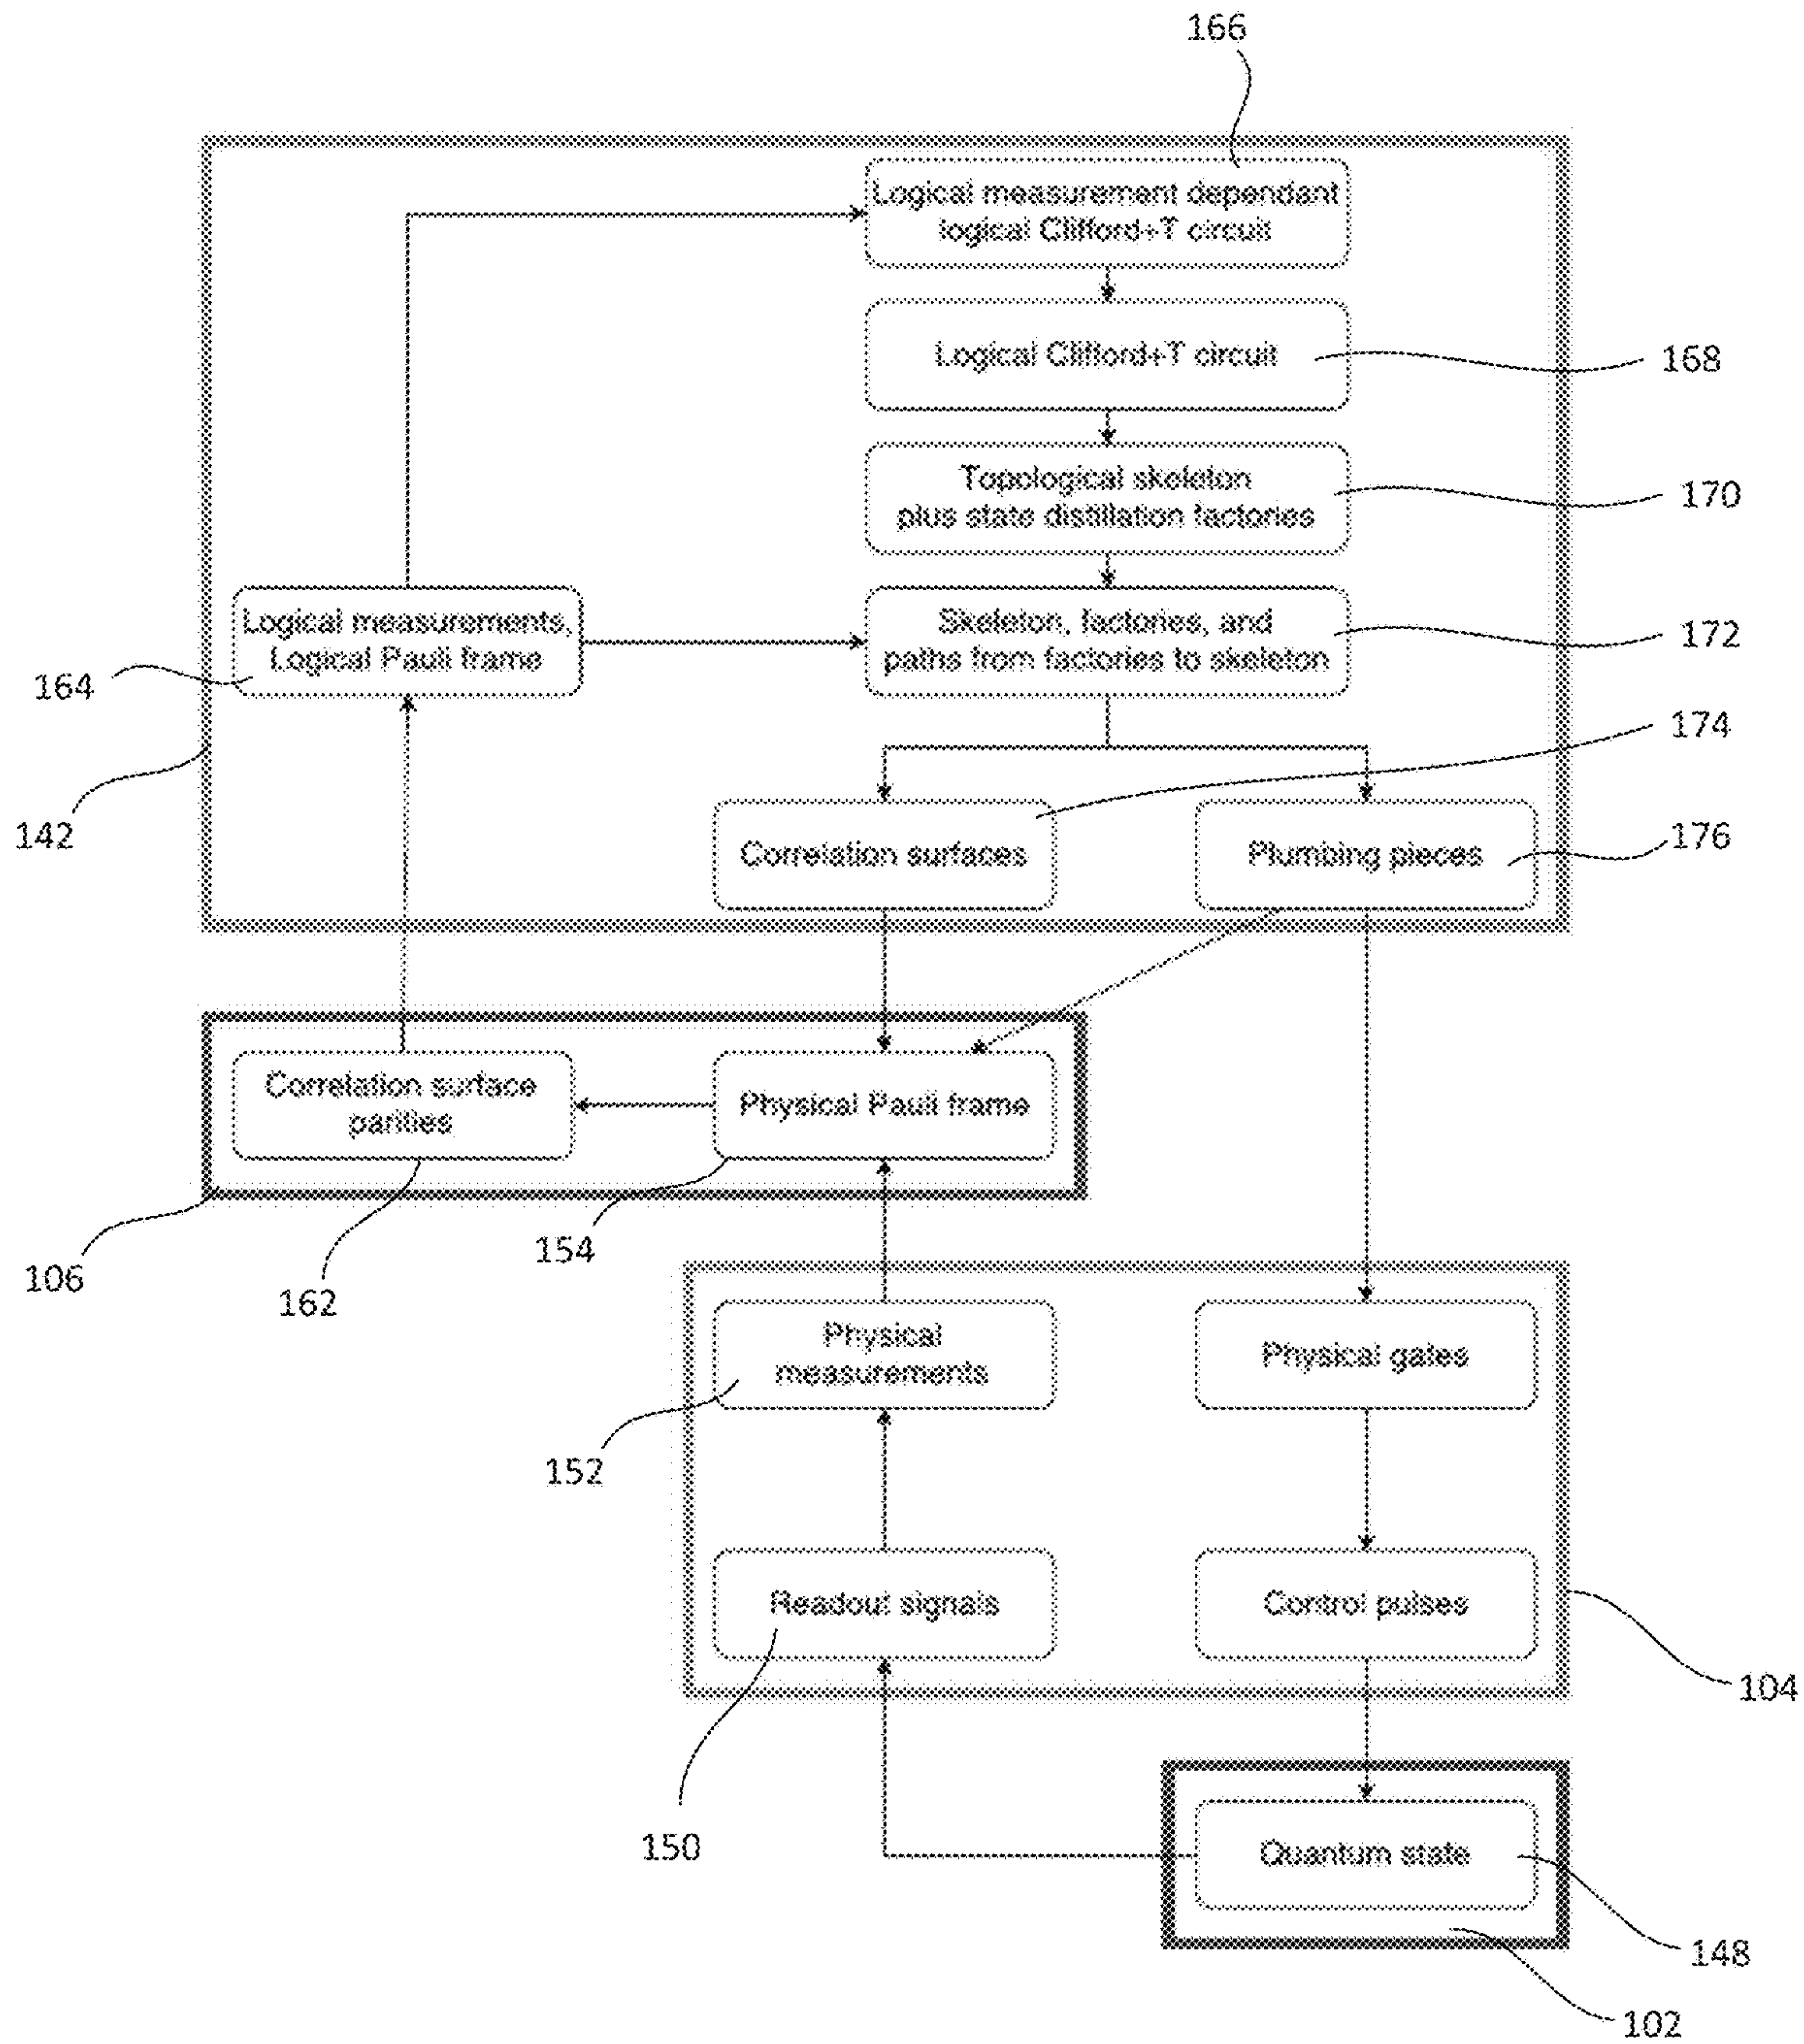 166
Logical measurement dependant
logical Clifford+T circuit
Logical Clifford+T circuit
168
Topological skeleton
plus state distillation factories
170
Logical measurements,
Logical Pauli frame
Skeleton, factories, and
paths from factories to skeleton
172
164
174
142
Correlation surfaces
Plumbing pieces
176
Correlation surface
parities
Physical Pauli frame
106
162
154
Physical
measurements
Physical gates
152
Readout signals
Control pulses
104
150
Quantum state
148
102